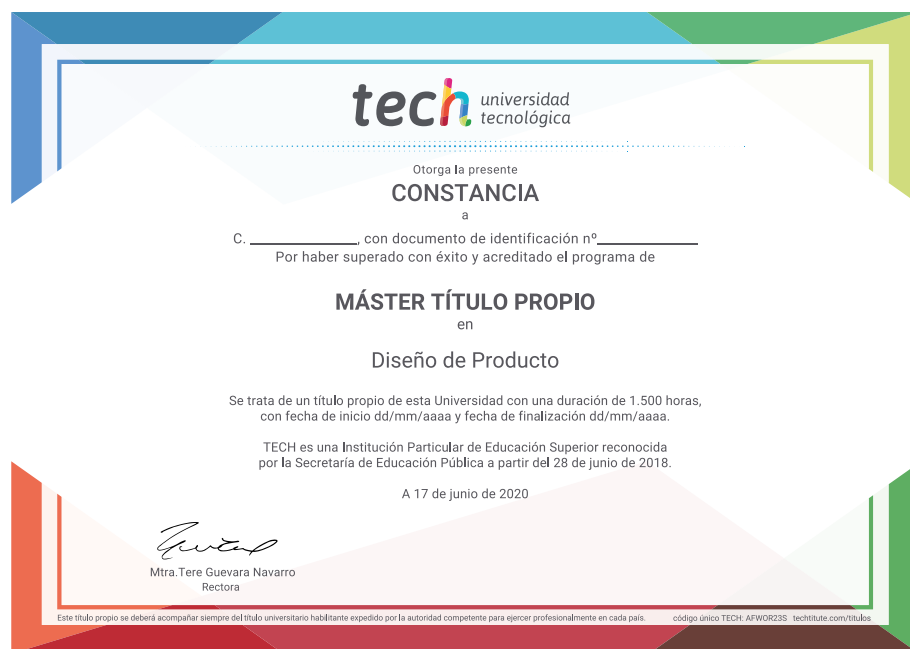 tech universidad
tecnológica
Otorga la presente
CONSTANCIA
a
C. ______________, con documento de identificación nº______________
Por haber superado con éxito y acreditado el programa de
MÁSTER TÍTULO PROPIO
en
Diseño de Producto
Se trata de un título propio de esta Universidad con una duración de 1.500 horas,
con fecha de inicio dd/mm/aaaa y fecha de finalización dd/mm/aaaa.
TECH es una Institución Particular de Educación Superior reconocida
por la Secretaría de Educación Pública a partir del 28 de junio de 2018.
A 17 de junio de 2020
Mtra.Tere Guevara Navarro
Rectora
Este título propio se deberá acompañar siempre del título universitario habilitante expedido por la autoridad competente para ejercer profesionalmente en cada país. código único TECH: AFWOR23S techtitute.com/titulos